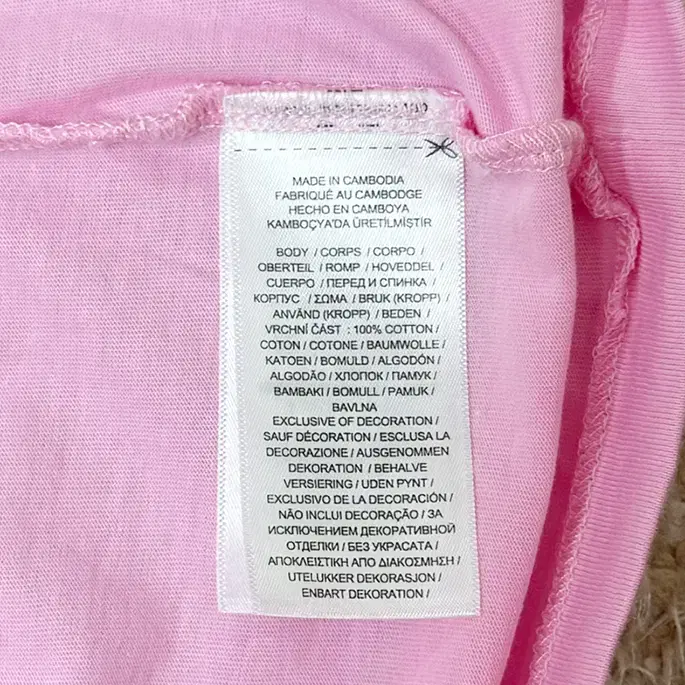 MADE IN CAMBODIA
FABRIQUÉ AU CAMBODGE
HECHO EN CAMBOYA
KAMBOÇYA'DA ÜRETİLMİŞTİR
BODY / CORPS / CORPO /
OBERTEIL / ROMP / HOVEDDEL /
CUERPO / ПЕРЕД И СПИНКА /
КОРПУС / ΣΩΜΑ / BRUK (KROPP) /
ANVÄND (KROPP) / BEDEN /
VRCHNÍ ČÁST : 100% COTTON /
COTON / COTONE / BAUMWOLLE /
KATOEN / BOMULD / ALGODÓN /
ALGODÃO / ХЛОПОК / ПАМУК /
ΒΑΜΒΑΚΙ / BOMULL / PAMUK /
BAVLNA
EXCLUSIVE OF DECORATION /
SAUF DÉCORATION / ESCLUSA LA
DECORAZIONE / AUSGENOMMEN
DEKORATION / BEHALVE
VERSIERING / UDEN PYNT /
EXCLUSIVO DE LA DECORACIÓN /
NÃO INCLUI DECORAÇÃO / ЗА
ИСКЛЮЧЕНИЕМ ДЕКОРАТИВНОЙ
ОТДЕЛКИ / БЕЗ УКРАСАТА /
ΑΠΟΚΛΕΙΣΤΙΚΗ ΑΠΟ ΔΙΑΚΟΣΜΗΣΗ /
UTELUKKER DEKORASJON /
ENBART DEKORATION /